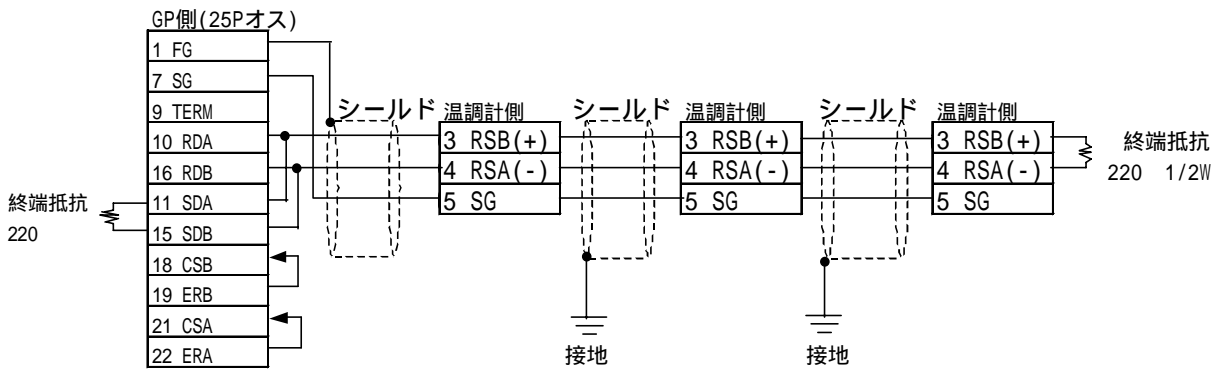 GP側(25Pオス)
1 FG
7 SG
9 TERM
10 RDA
16 RDB
11 SDA
15 SDB
18 CSB
19 ERB
21 CSA
22 ERA
終端抵抗
220
シールド
温調計側
3 RSB(+)
4 RSA(-)
5 SG
シールド
接地
温調計側
3 RSB(+)
4 RSA(-)
5 SG
シールド
接地
温調計側
3 RSB(+)
4 RSA(-)
5 SG
終端抵抗
220 1/2W